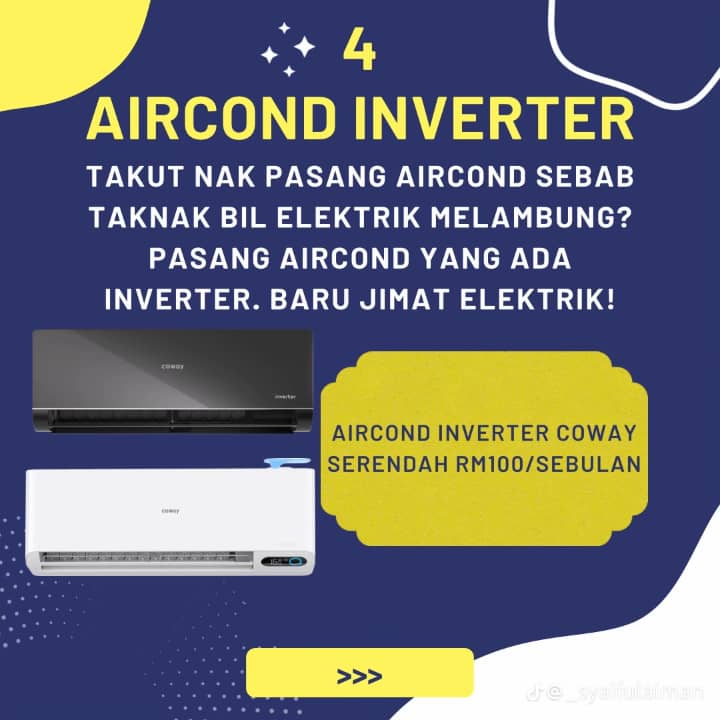 4
AIRCOND INVERTER
TAKUT NAK PASANG AIRCOND SEBAB
TAKNAK BIL ELEKTRIK MELAMBUNG?
PASANG AIRCOND YANG ADA
INVERTER. BARU JIMAT ELEKTRIK!
coway
inverter
AIRCOND INVERTER COWAY
SERENDAH RM100/SEBULAN
coway
>>>
@_syaifulaiman